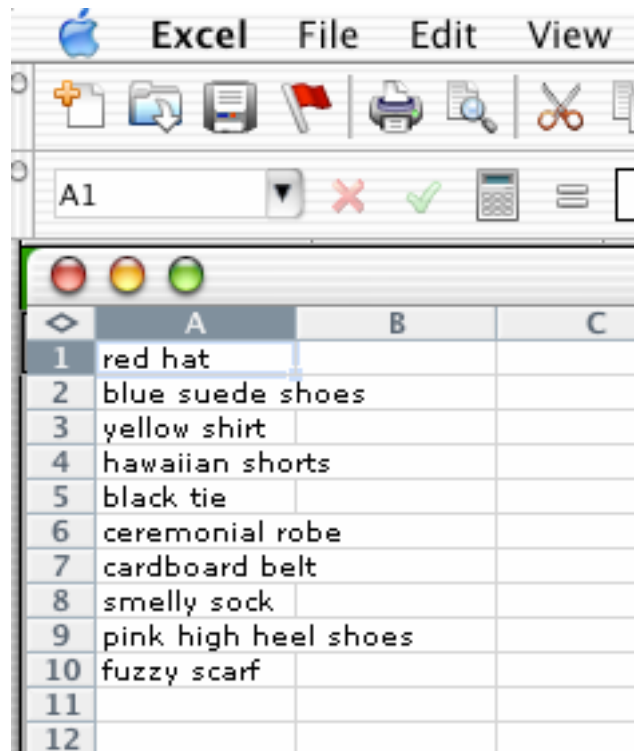 Excel File Edit View
A1
A B C
1 red hat
2 blue suede shoes
3 yellow shirt
4 hawaiian shorts
5 black tie
6 ceremonial robe
7 cardboard belt
8 smelly sock
9 pink high heel shoes
10 fuzzy scarf
11
12